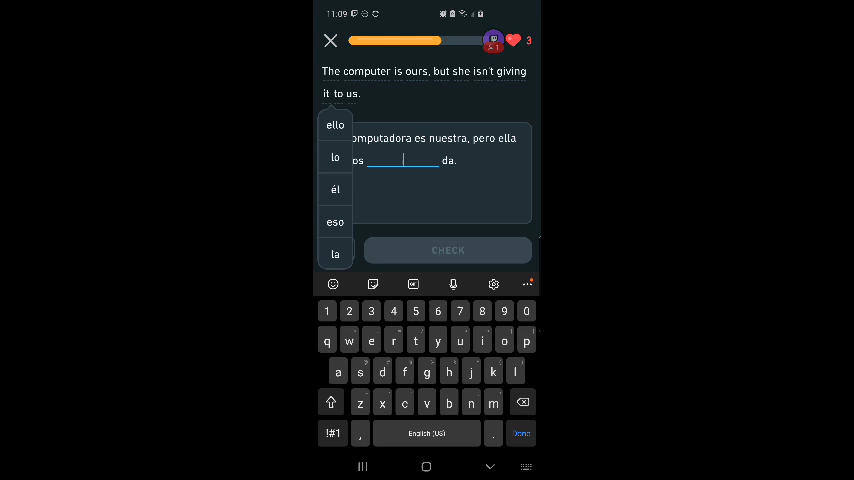 11:09
3
1
The computer is ours, but she isn't giving
it to us.
ello
lo
él
eso
la
omputadora es nuestra, pero ella
os da.
CHECK
GIF
1 2 3 4 5 6 7 8 9 0
q w e r t y u i o p
a s d f g h j k l
z x c v b n m
!#1 , English (US) . Done